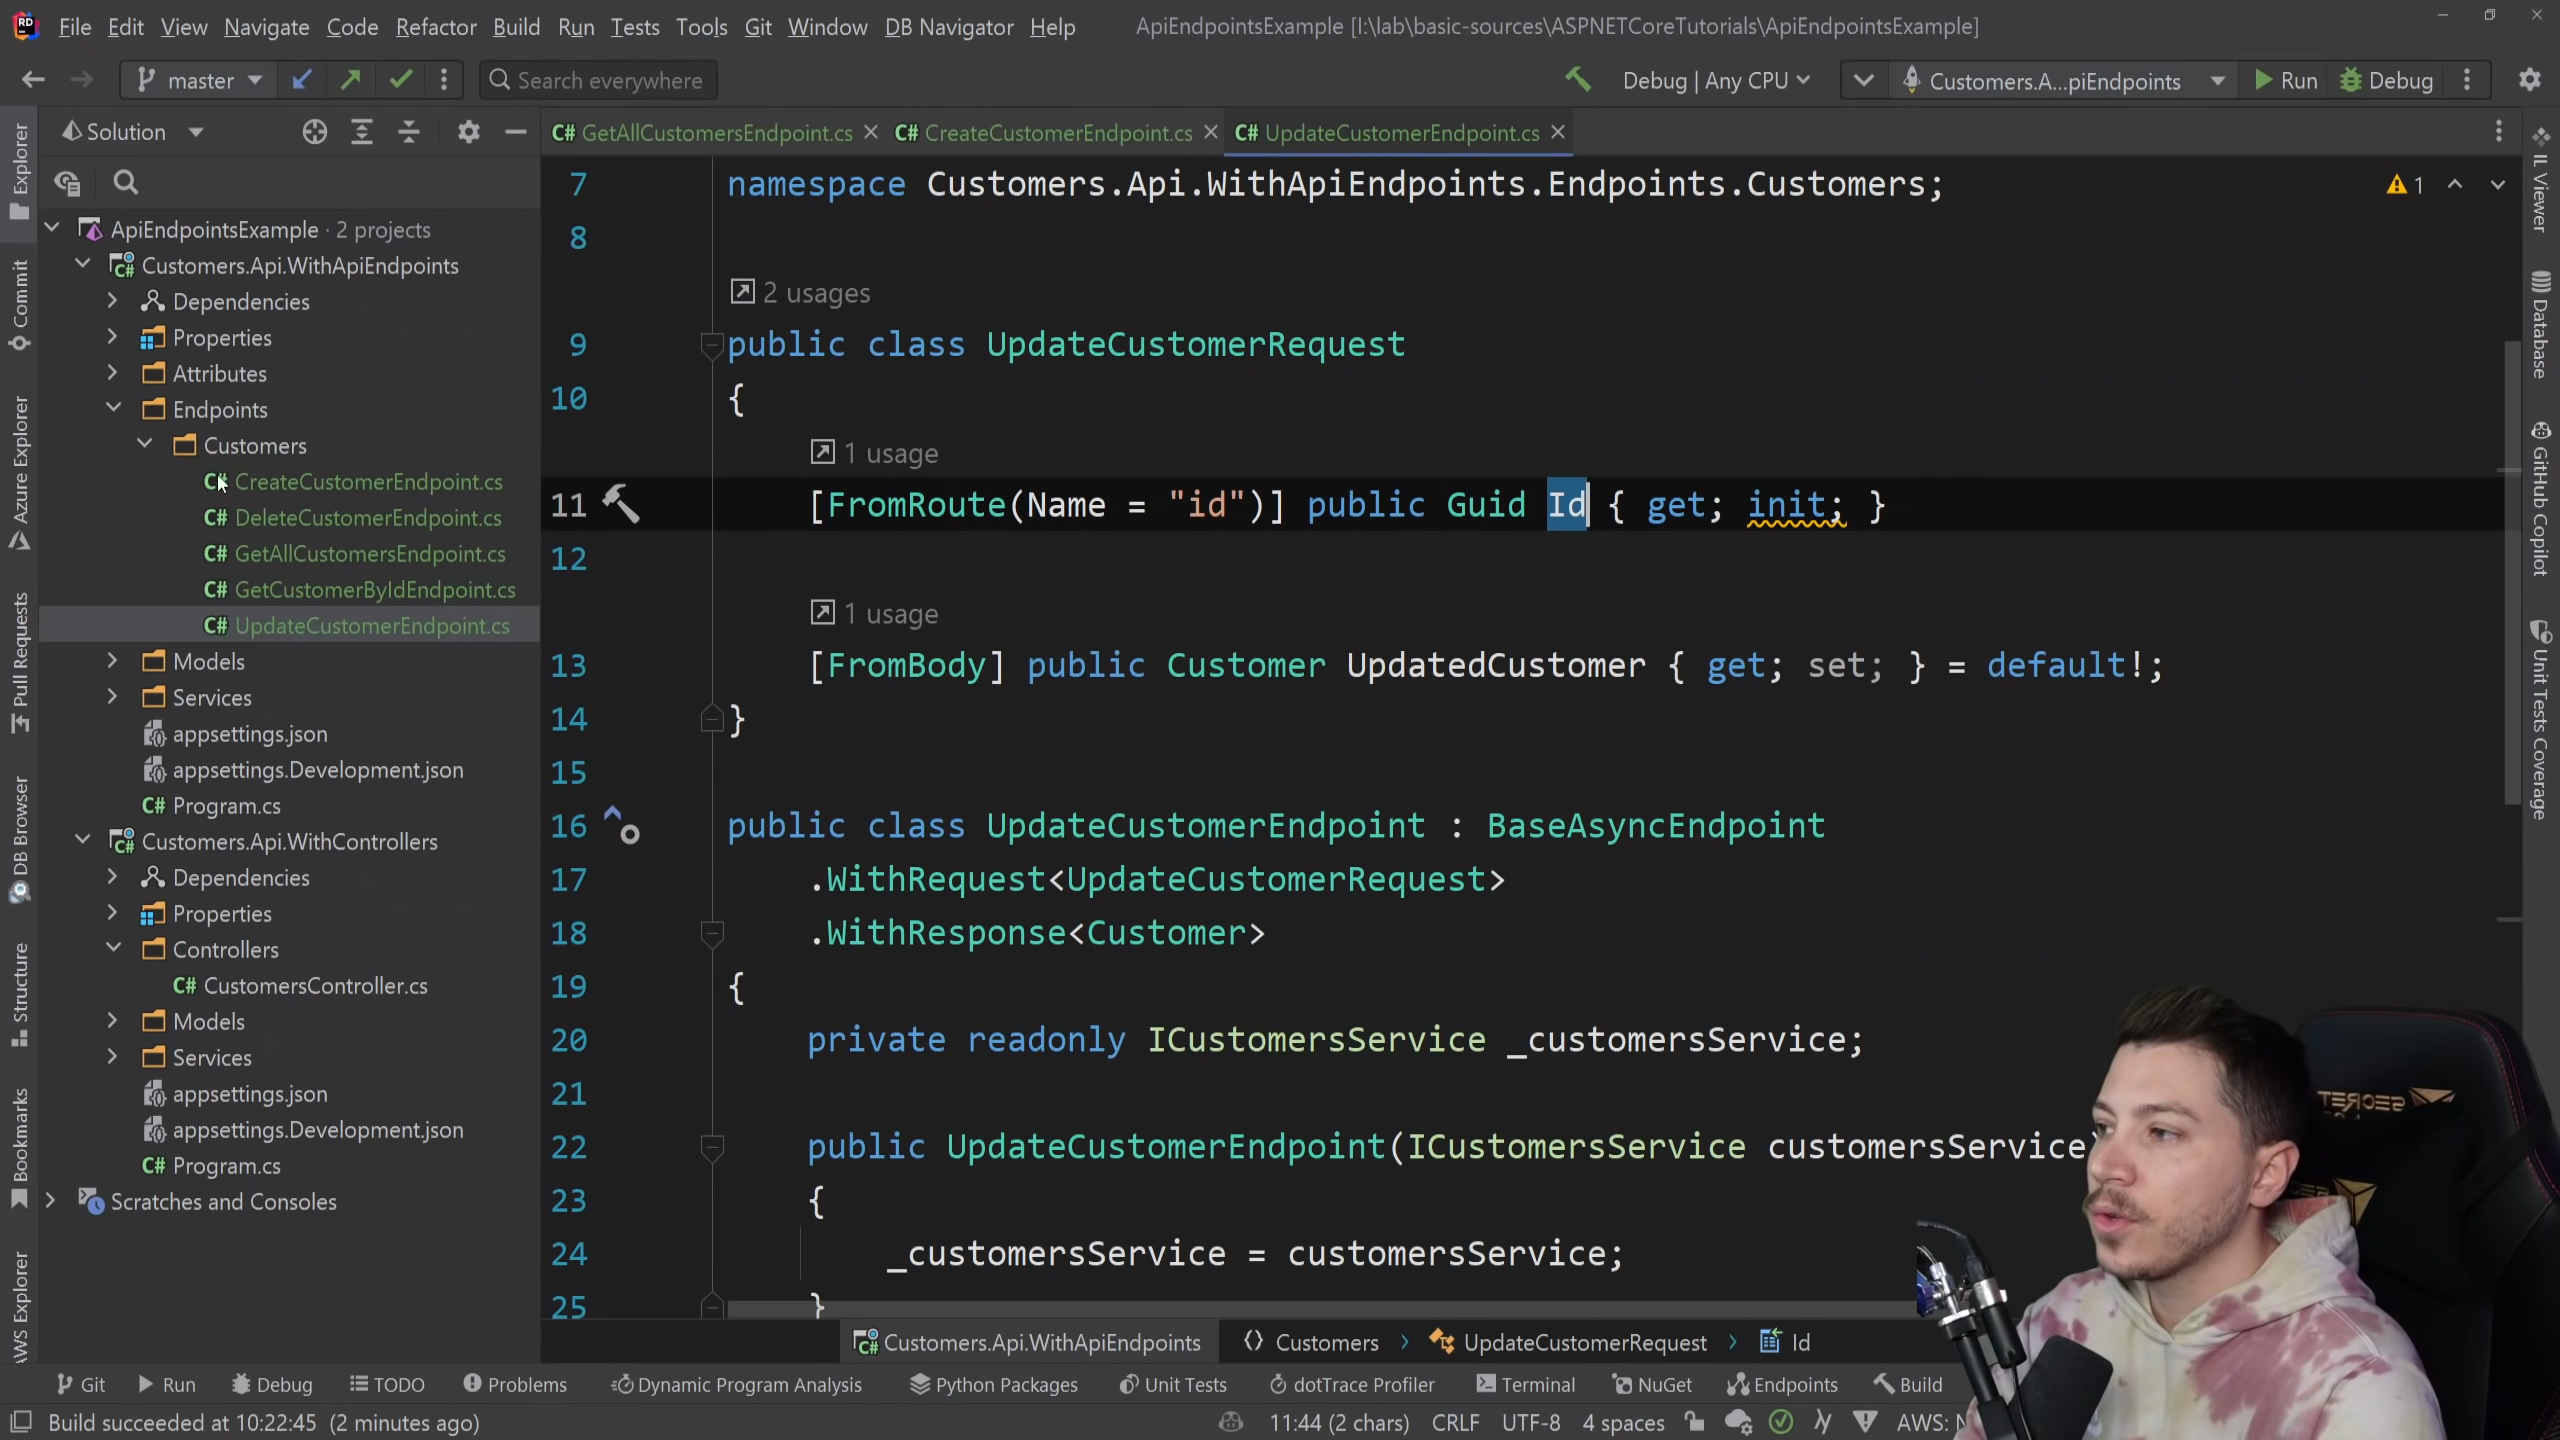 File Edit View Navigate Code Refactor Build Run Tests Tools Git Window DB Navigator Help ApiEndpointsExample [I:\lab\basic-sources\ASPNETCoreTutorials\ApiEndpointsExample]
master Search everywhere Debug | Any CPU Customers.A...piEndpoints Run Debug
Solution
GetAllCustomersEndpoint.cs CreateCustomerEndpoint.cs UpdateCustomerEndpoint.cs
Explorer
Commit
Azure Explorer
Pull Requests
DB Browser
Structure
Bookmarks
AWS Explorer
ApiEndpointsExample · 2 projects
Customers.Api.WithApiEndpoints
Dependencies
Properties
Attributes
Endpoints
Customers
C# CreateCustomerEndpoint.cs
C# DeleteCustomerEndpoint.cs
C# GetAllCustomersEndpoint.cs
C# GetCustomerByIdEndpoint.cs
C# UpdateCustomerEndpoint.cs
Models
Services
appsettings.json
appsettings.Development.json
C# Program.cs
Customers.Api.WithControllers
Dependencies
Properties
Controllers
C# CustomersController.cs
Models
Services
appsettings.json
appsettings.Development.json
C# Program.cs
Scratches and Consoles
7 namespace Customers.Api.WithApiEndpoints.Endpoints.Customers;
1
8
2 usages
9 public class UpdateCustomerRequest
10 {
1 usage
11 [FromRoute(Name = "id")] public Guid Id { get; init; }
12
1 usage
13 [FromBody] public Customer UpdatedCustomer { get; set; } = default!;
14 }
15
16 public class UpdateCustomerEndpoint : BaseAsyncEndpoint
17 .WithRequest<UpdateCustomerRequest>
18 .WithResponse<Customer>
19 {
20 private readonly ICustomersService _customersService;
21
22 public UpdateCustomerEndpoint(ICustomersService customersService
23 {
24 _customersService = customersService;
25 }
IL Viewer
Database
GitHub Copilot
Unit Tests Coverage
SECRET
Customers.Api.WithApiEndpoints Customers UpdateCustomerRequest Id
Git Run Debug TODO Problems Dynamic Program Analysis Python Packages Unit Tests dotTrace Profiler Terminal NuGet Endpoints Build
Build succeeded at 10:22:45 (2 minutes ago) 11:44 (2 chars) CRLF UTF-8 4 spaces AWS: